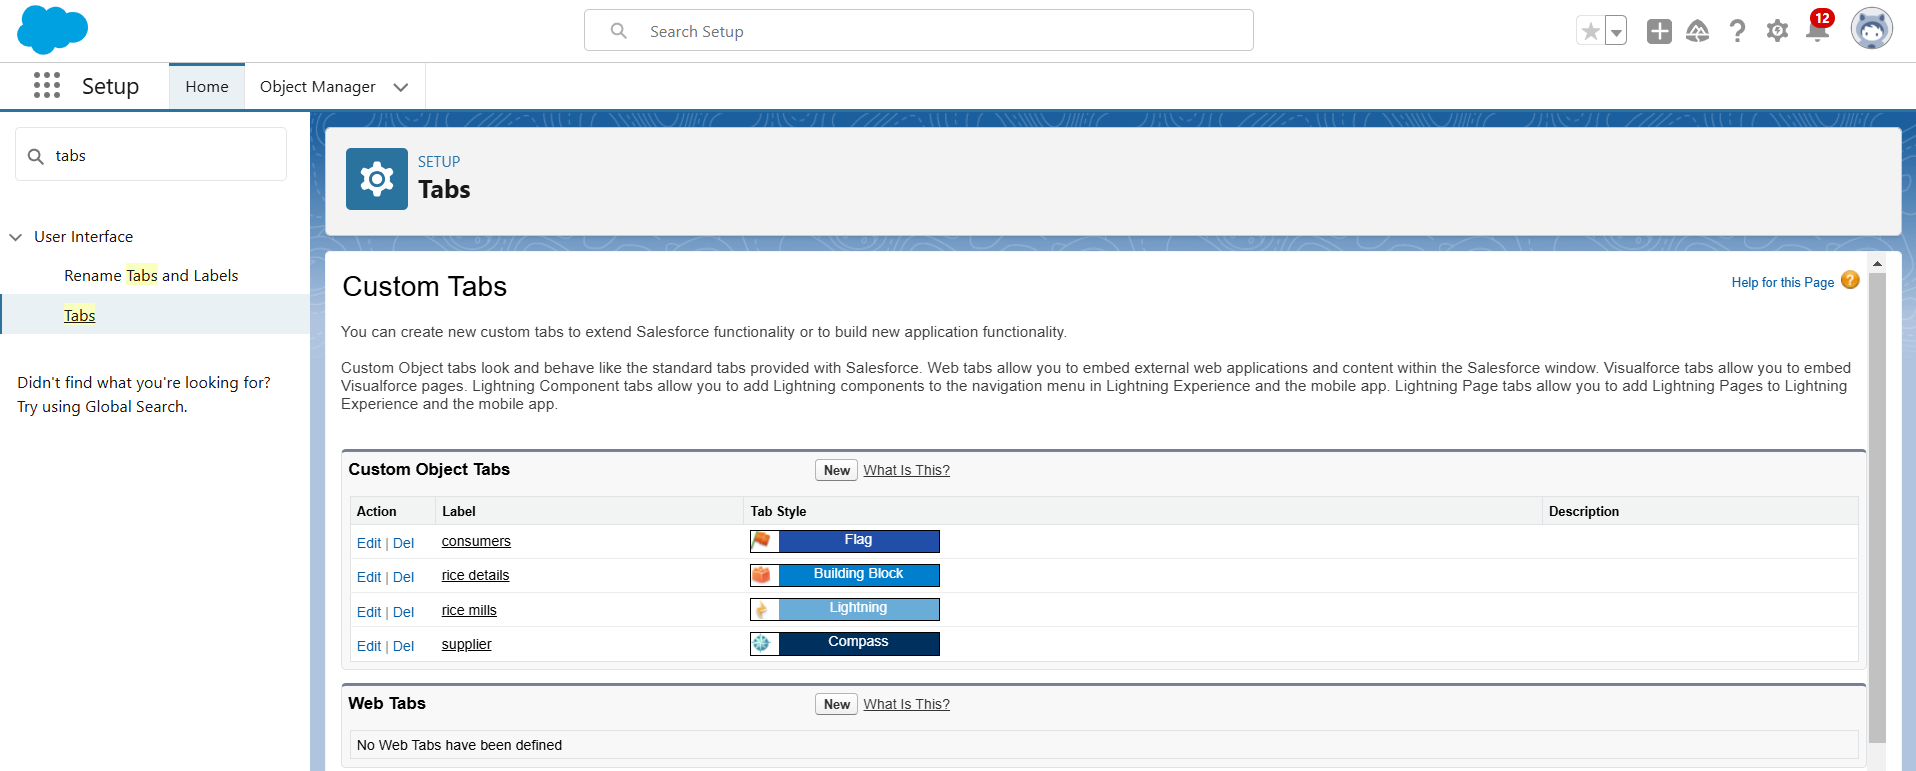 Search Setup
12
Setup
Home
Object Manager
tabs
User Interface
Rename Tabs and Labels
Tabs
Didn't find what you're looking for?
Try using Global Search.
SETUP
Tabs
Custom Tabs
Help for this Page ?
You can create new custom tabs to extend Salesforce functionality or to build new application functionality.
Custom Object tabs look and behave like the standard tabs provided with Salesforce. Web tabs allow you to embed external web applications and content within the Salesforce window. Visualforce tabs allow you to embed
Visualforce pages. Lightning Component tabs allow you to add Lightning components to the navigation menu in Lightning Experience and the mobile app. Lightning Page tabs allow you to add Lightning Pages to Lightning
Experience and the mobile app.
Custom Object Tabs New What Is This?
Action Label Tab Style Description
Edit | Del consumers Flag
Edit | Del rice details Building Block
Edit | Del rice mills Lightning
Edit | Del supplier Compass
Web Tabs New What Is This?
No Web Tabs have been defined